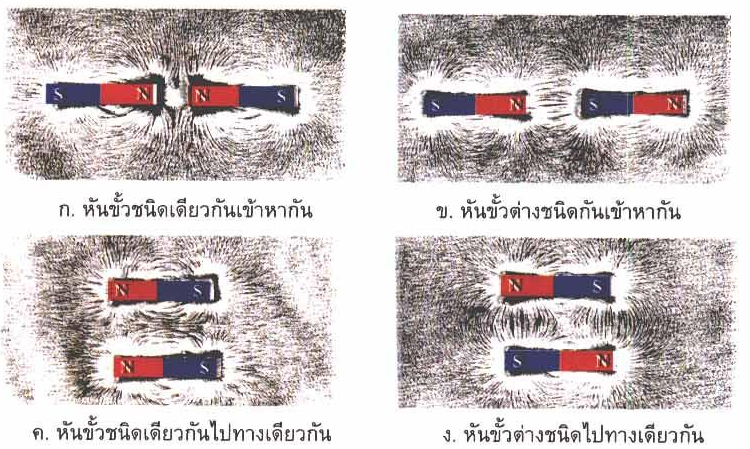 S N N S
S N S N
ก. หันขั้วชนิดเดียวกันเข้าหากัน
ข. หันขั้วต่างชนิดกันเข้าหากัน
N S
N S
N S
S N
ค. หันขั้วชนิดเดียวกันไปทางเดียวกัน
ง. หันขั้วต่างชนิดไปทางเดียวกัน